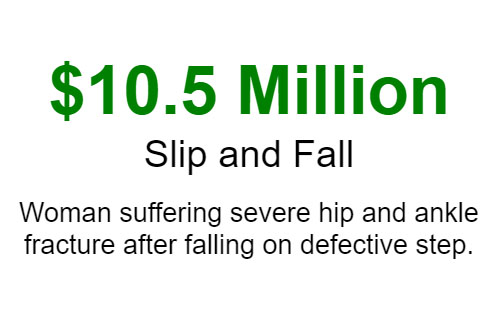 $10.5 Million
Slip and Fall
Woman suffering severe hip and ankle
fracture after falling on defective step.